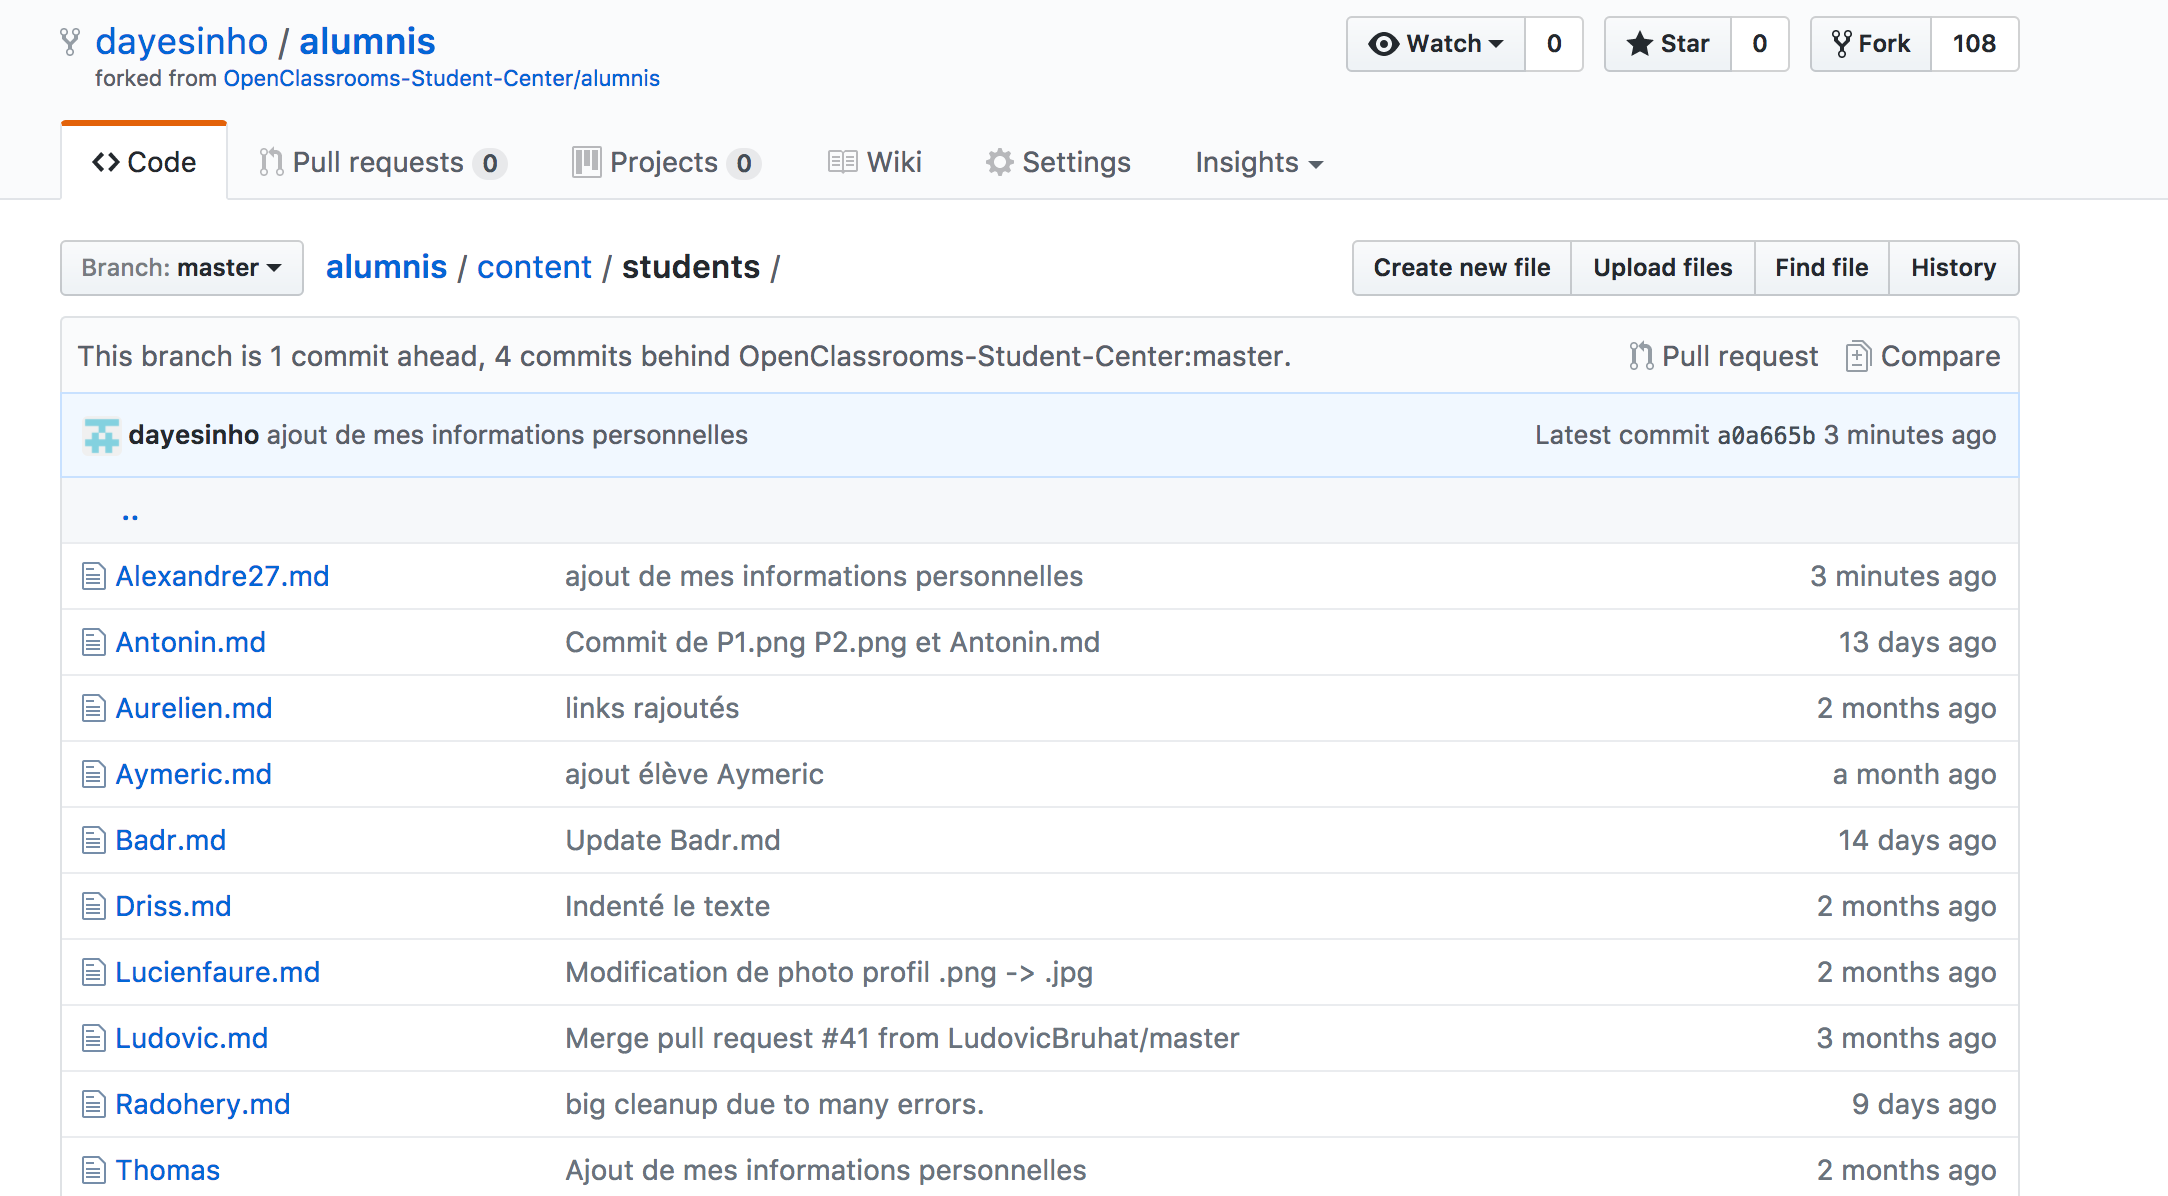 dayesinho / alumnis
forked from OpenClassrooms-Student-Center/alumnis
Watch 0 Star 0 Fork 108
Code Pull requests 0 Projects 0 Wiki Settings Insights
Branch: master alumnis / content / students / Create new file Upload files Find file History
This branch is 1 commit ahead, 4 commits behind OpenClassrooms-Student-Center:master. Pull request Compare
dayesinho ajout de mes informations personnelles Latest commit a0a665b 3 minutes ago
..
Alexandre27.md ajout de mes informations personnelles 3 minutes ago
Antonin.md Commit de P1.png P2.png et Antonin.md 13 days ago
Aurelien.md links rajoutés 2 months ago
Aymeric.md ajout élève Aymeric a month ago
Badr.md Update Badr.md 14 days ago
Driss.md Indenté le texte 2 months ago
Lucienfaure.md Modification de photo profil .png -> .jpg 2 months ago
Ludovic.md Merge pull request #41 from LudovicBruhat/master 3 months ago
Radohery.md big cleanup due to many errors. 9 days ago
Thomas Ajout de mes informations personnelles 2 months ago